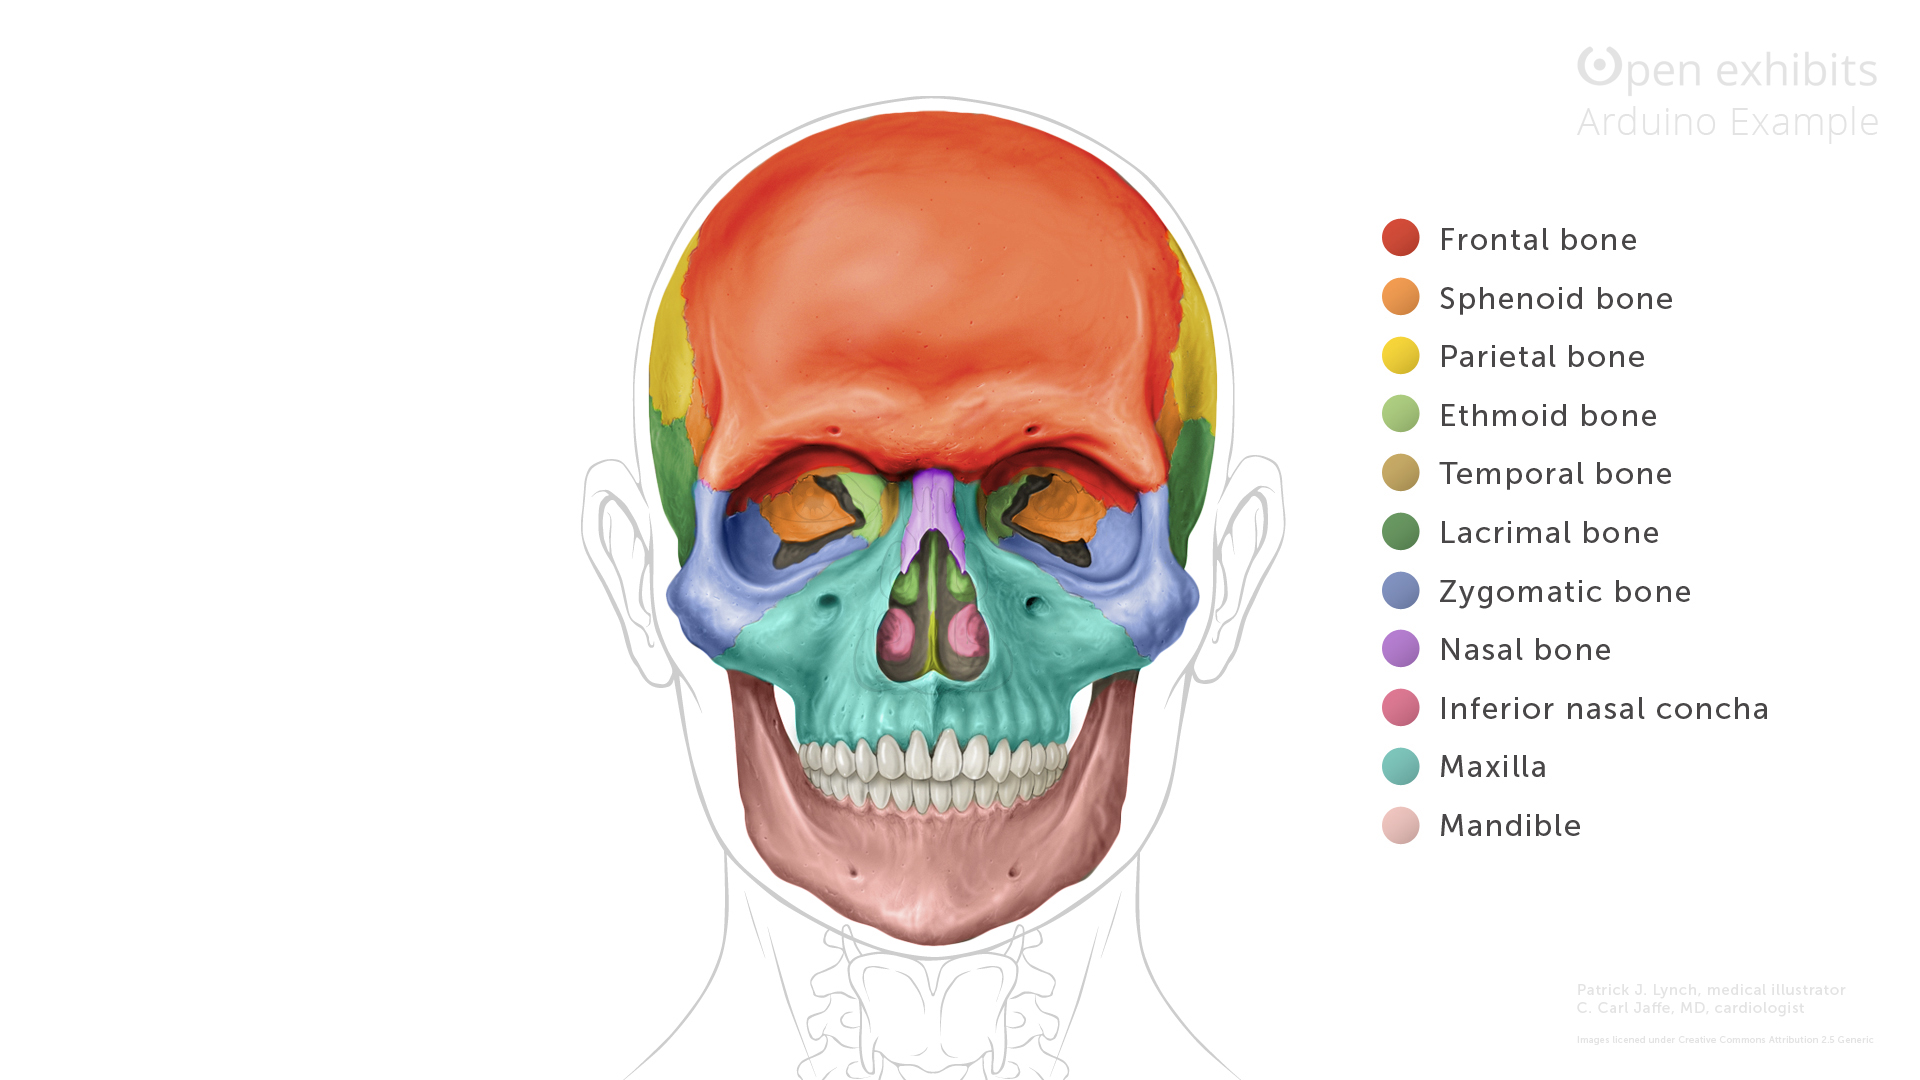 Open exhibits
Arduino Example
Frontal bone
Sphenoid bone
Parietal bone
Ethmoid bone
Temporal bone
Lacrimal bone
Zygomatic bone
Nasal bone
Inferior nasal concha
Maxilla
Mandible
Patrick J. Lynch, medical illustrator
C. Carl Jaffe, MD, cardiologist
Images licened under Creative Commons Attribution 2.5 Generic